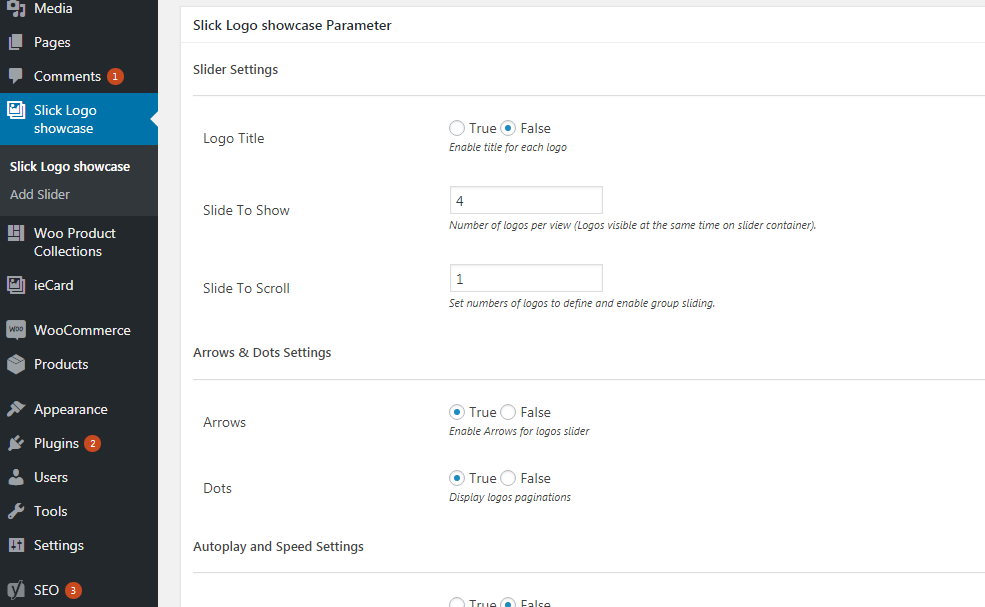 Media
Pages
Comments 1
Slick Logo
showcase
Slick Logo showcase
Add Slider
Woo Product
Collections
ieCard
WOO WooCommerce
Products
Appearance
Plugins 2
Users
Tools
Settings
SEO 3
Slick Logo showcase Parameter
Slider Settings
Logo Title
True False
Enable title for each logo
Slide To Show
4
Number of logos per view (Logos visible at the same time on slider container).
Slide To Scroll
1
Set numbers of logos to define and enable group sliding.
Arrows & Dots Settings
Arrows
True False
Enable Arrows for logos slider
Dots
True False
Display logos paginations
Autoplay and Speed Settings
True False